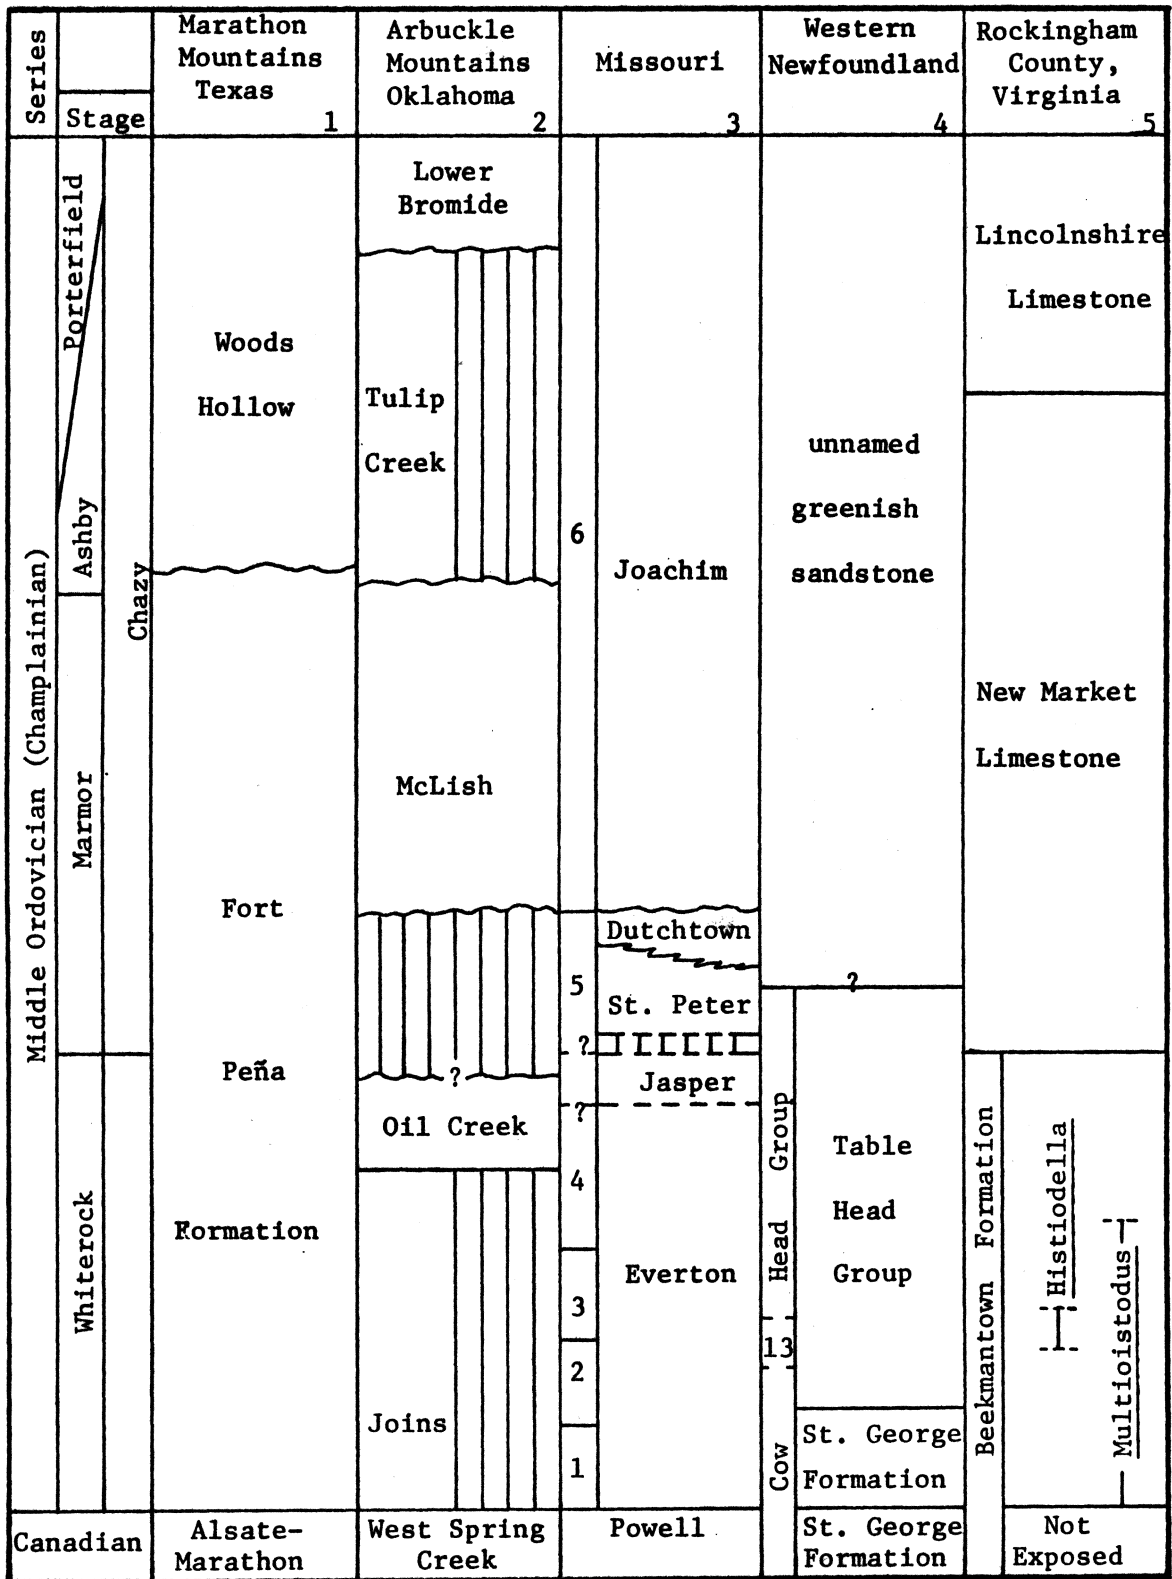 Series
Stage
Marathon
Mountains
Texas
1
Arbuckle
Mountains
Oklahoma
2
Missouri
3
Western
Newfoundland
4
Rockingham
County,
Virginia
5
Middle Ordovician (Champlainian)
Porterfield
Ashby
Marmor
Whiterock
Chazy
Canadian
Woods
Hollow
Fort
Peña
Formation
Alsate-
Marathon
Lower
Bromide
Tulip
Creek
McLish
?
Oil Creek
Joins
West Spring
Creek
6
5
?
?
4
3
2
1
Joachim
Dutchtown
St. Peter
Jasper
Everton
Powell
unnamed
greenish
sandstone
?
Cow Head Group
13
Table
Head
Group
St. George
Formation
St. George
Formation
Lincolnshire
Limestone
New Market
Limestone
Beekmantown Formation
Histiodella
Multioistodus
Not
Exposed